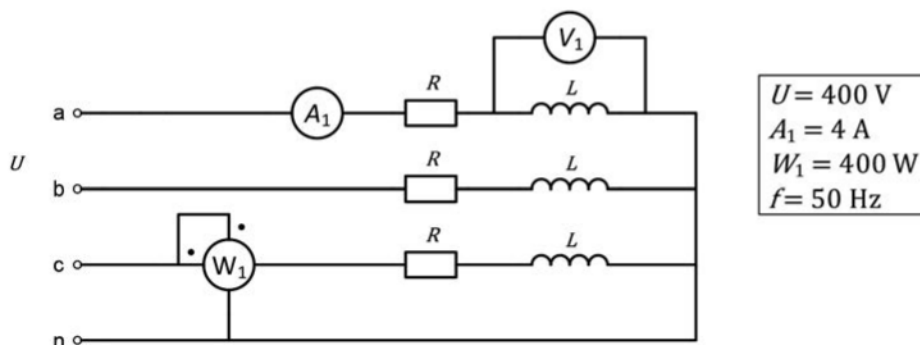 V₁
R
L
a
A₁
U
R
L
b
R
L
c
W₁
n
U = 400 V
A₁ = 4 A
W₁ = 400 W
f= 50 Hz